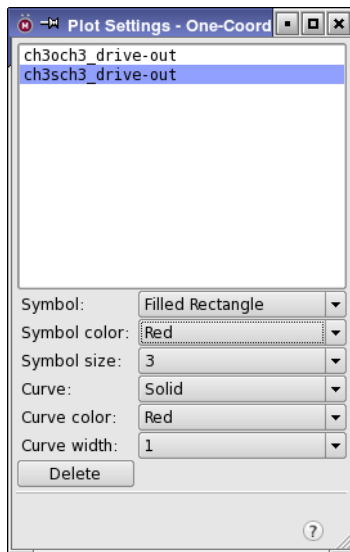 Plot Settings - One-Coord
ch3och3_drive-out
ch3sch3_drive-out
Symbol: Filled Rectangle
Symbol color: Red
Symbol size: 3
Curve: Solid
Curve color: Red
Curve width: 1
Delete
?